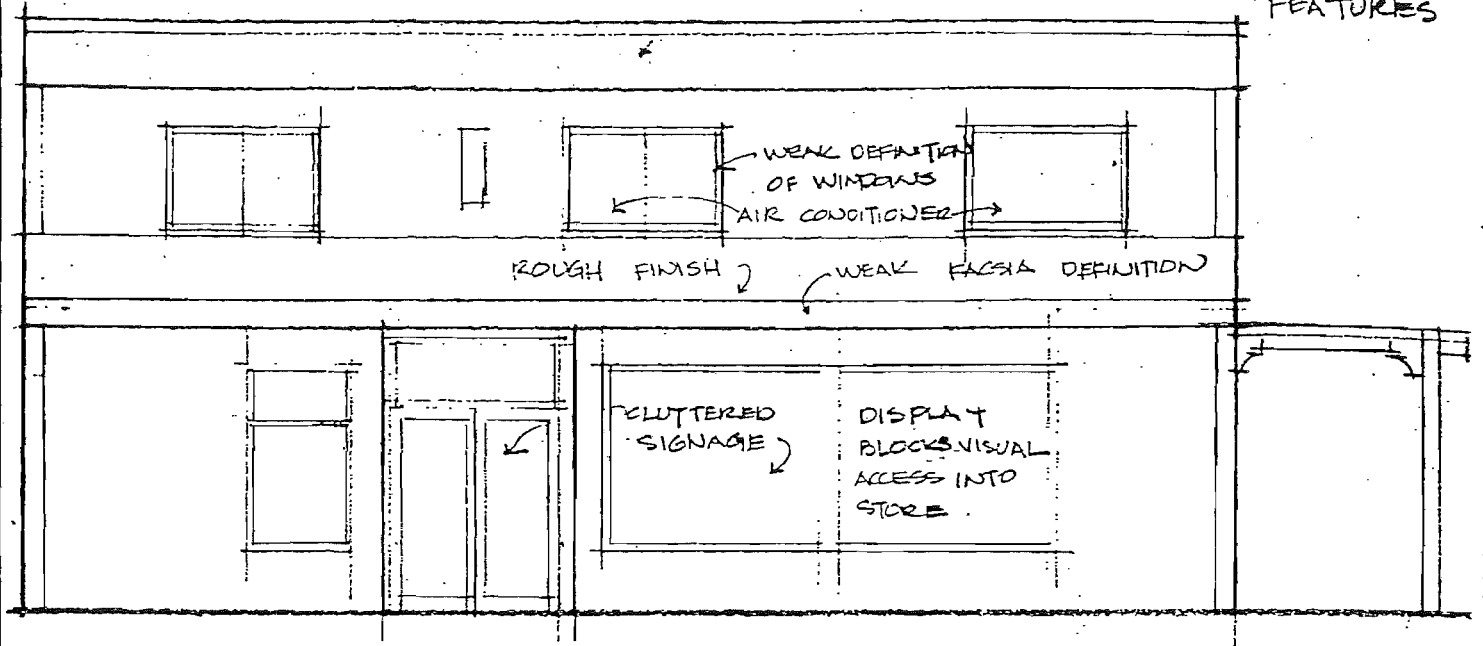 FEATURES
WEAK DEFINITION
OF WINDOWS
AIR CONDITIONER
ROUGH FINISH
WEAK FACSIA DEFINITION
CLUTTERED
SIGNAGE
DISPLAY
BLOCKS VISUAL
ACCESS INTO
STORE.